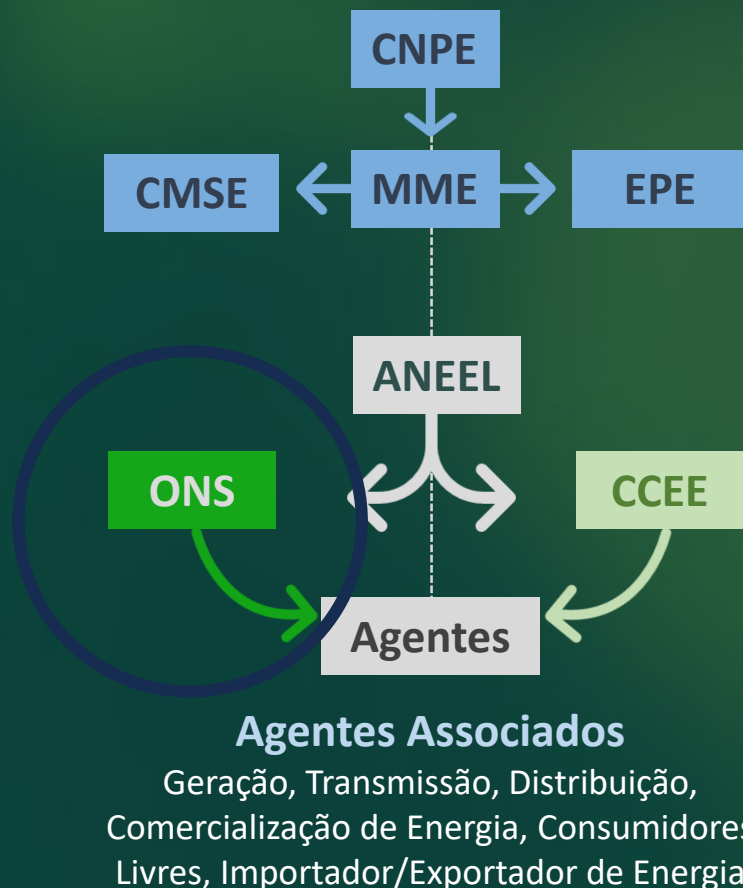 CNPE
CMSE MME EPE
ANEEL
ONS CCEE
Agentes
Agentes Associados
Geração, Transmissão, Distribuição,
Comercialização de Energia, Consumidores
Livres, Importador/Exportador de Energia